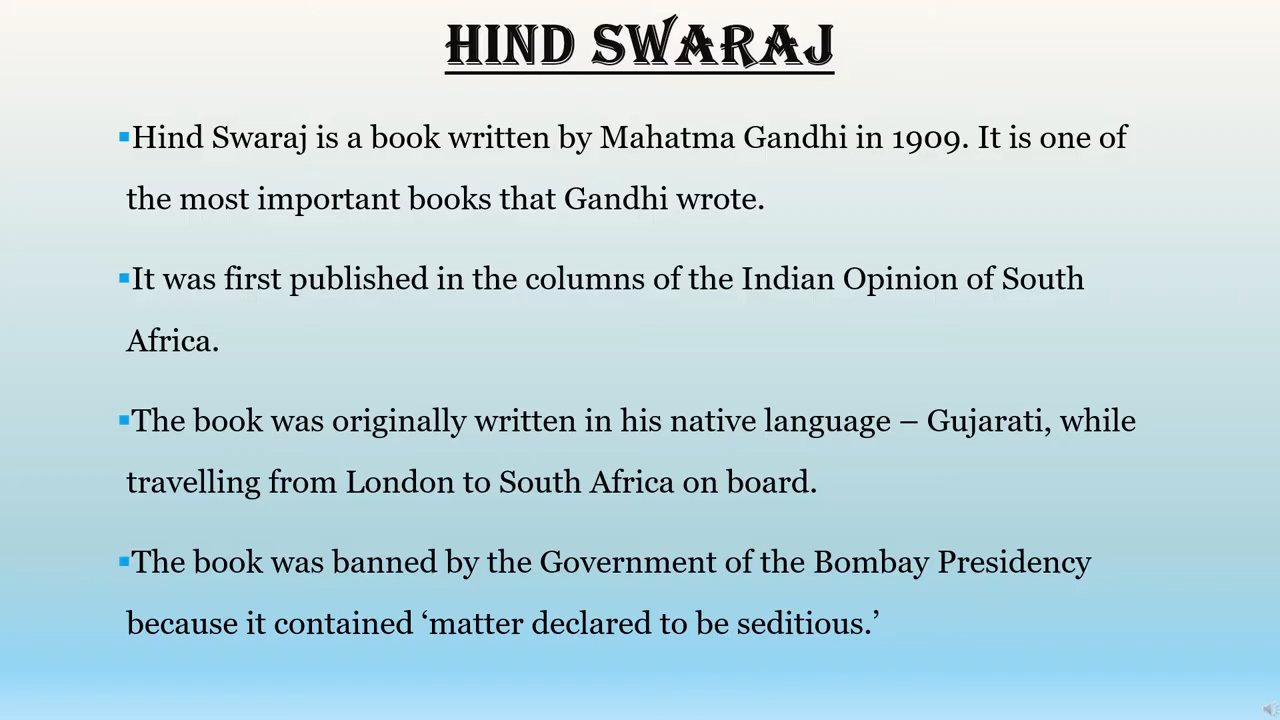 HIND SWARAJ
▪Hind Swaraj is a book written by Mahatma Gandhi in 1909. It is one of
the most important books that Gandhi wrote.
▪It was first published in the columns of the Indian Opinion of South
Africa.
▪The book was originally written in his native language – Gujarati, while
travelling from London to South Africa on board.
▪The book was banned by the Government of the Bombay Presidency
because it contained ‘matter declared to be seditious.’